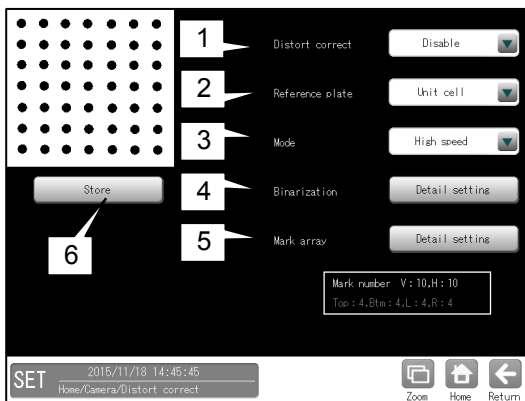 1
Distort correct
Disable
2
Reference plate
Unit cell
3
Mode
High speed
Store
4
Binarization
Detail setting
5
Mark array
Detail setting
6
Mark number V:10,H:10
Top:4,Btm:4,L:4,R:4
SET
2015/11/18 14:45:45
Home/Camera/Distort correct
Zoom
Home
Return